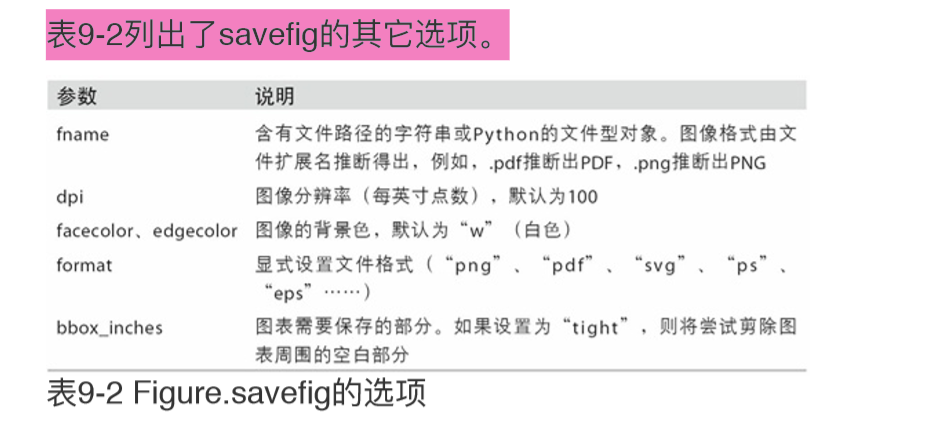 表9-2列出了savefig的其它选项。
参数 说明
fname 含有文件路径的字符串或Python的文件型对象。图像格式由文
件扩展名推断得出，例如，.pdf推断出PDF，.png推断出PNG
dpi 图像分辨率（每英寸点数），默认为100
facecolor、edgecolor 图像的背景色，默认为“w”（白色）
format 显式设置文件格式（“png”、“pdf”、“svg”、“ps”、
“eps”……）
bbox_inches 图表需要保存的部分。如果设置为“tight”，则将尝试剪除图
表周围的空白部分
表9-2 Figure.savefig的选项